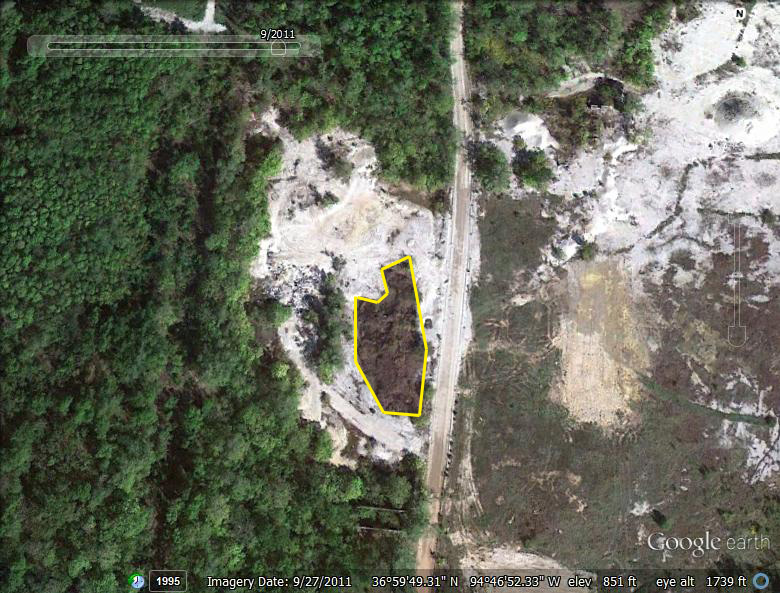 N
9/2011
Google earth
1995 Imagery Date: 9/27/2011 36°59'49.31" N 94°46'52.33" W elev 851 ft eye alt 1739 ft